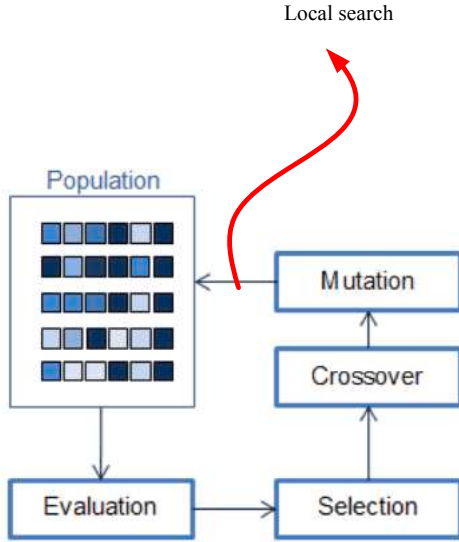 Local search
Population
Mutation
Crossover
Evaluation
Selection